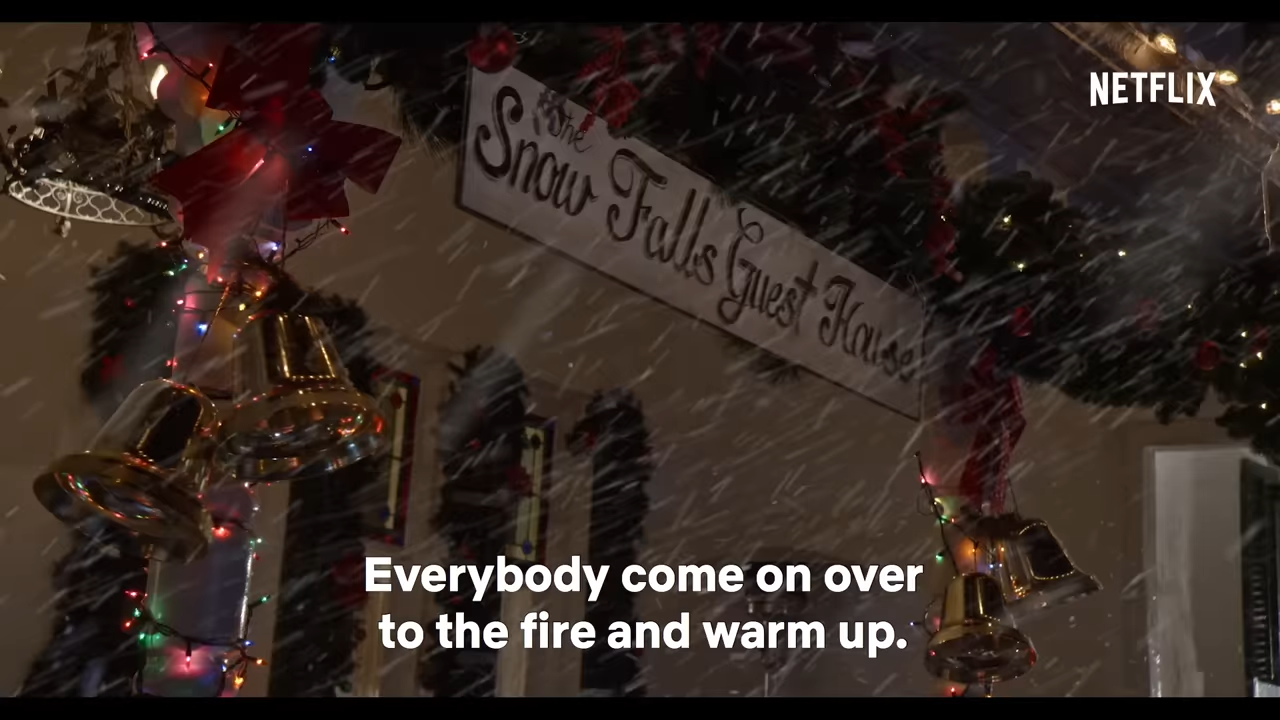 NETFLIX
The
Snow Falls Guest House
Everybody come on over
to the fire and warm up.